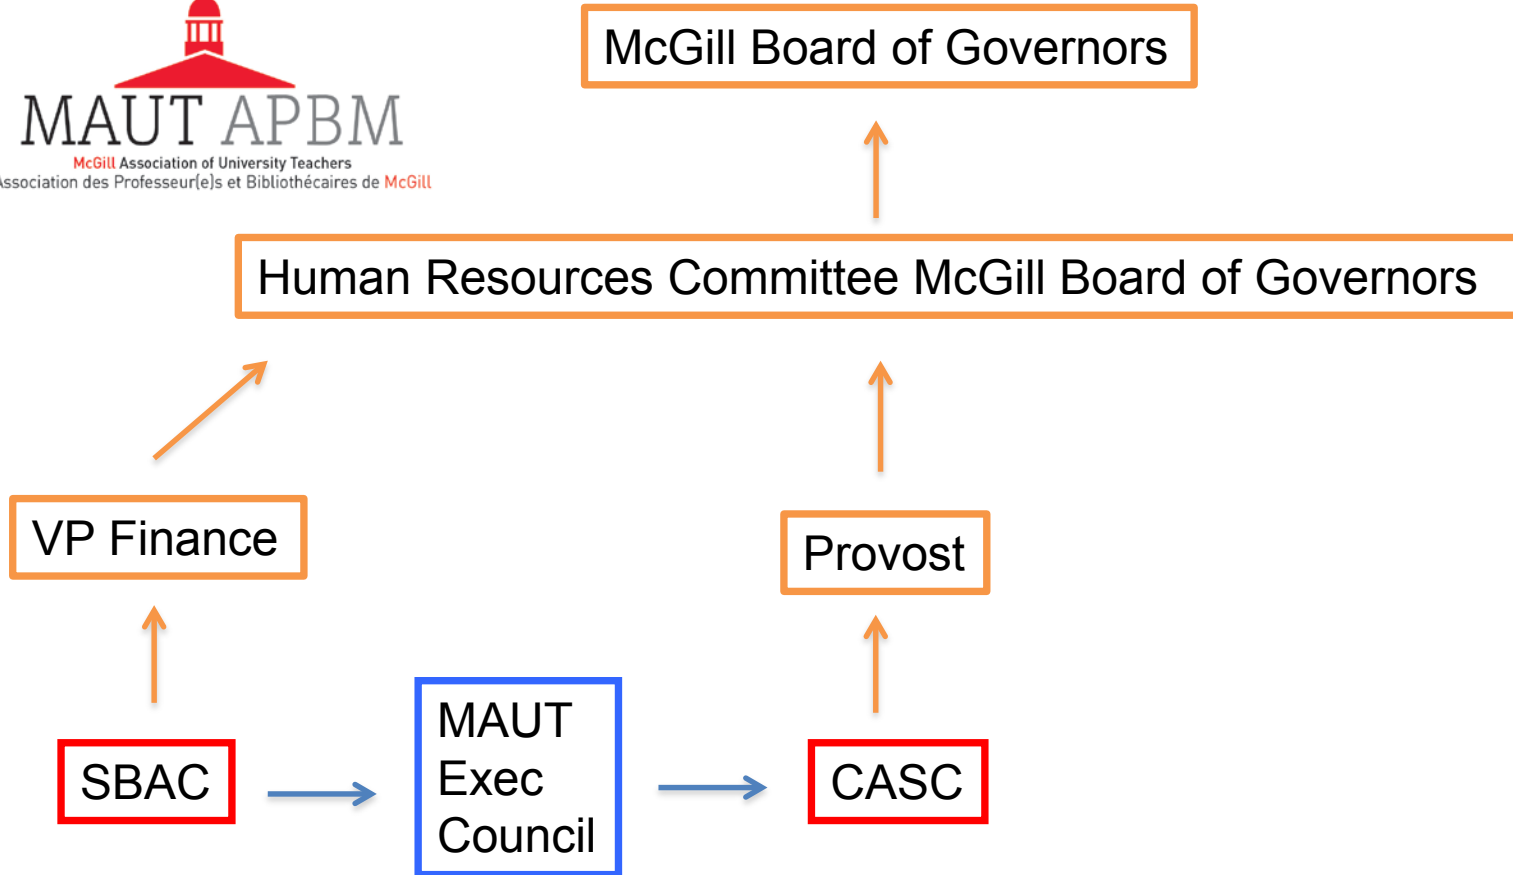 McGill Board of Governors
MAUT APBM
McGill Association of University Teachers
Association des Professeur(e)s et Bibliothécaires de McGill
Human Resources Committee McGill Board of Governors
VP Finance
Provost
SBAC
MAUT
Exec
Council
CASC